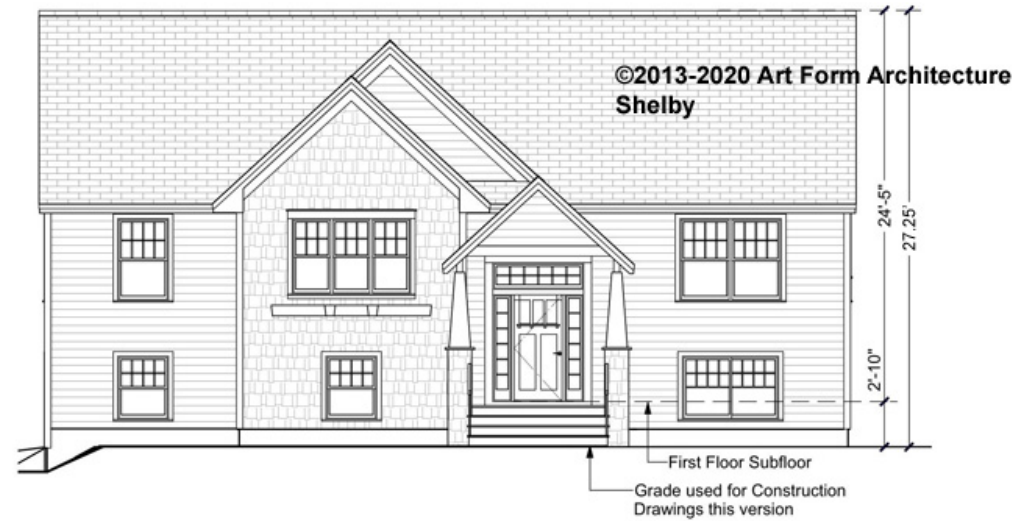 ©2013-2020 Art Form Architecture
Shelby
24'-5"
27.25'
2'-10"
First Floor Subfloor
Grade used for Construction
Drawings this version